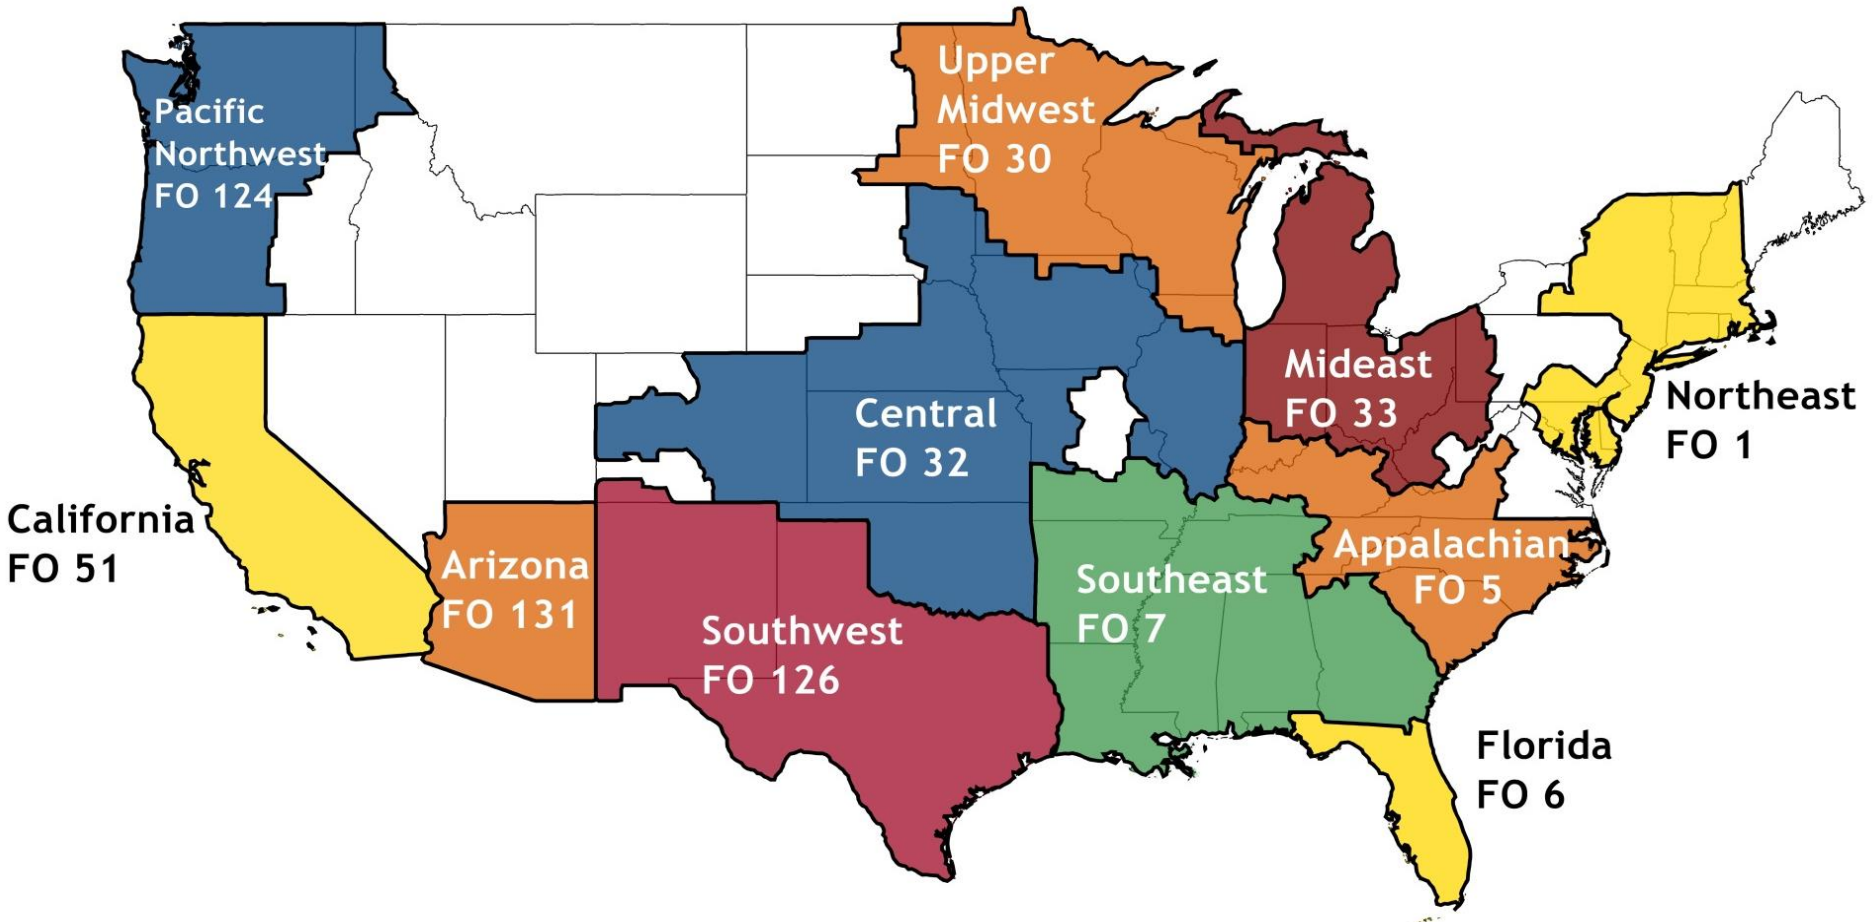 Upper
Midwest
FO 30
Pacific
Northwest
FO 124
Mideast
FO 33
Northeast
FO 1
Central
FO 32
California
FO 51
Arizona
FO 131
Appalachian
FO 5
Southeast
FO 7
Southwest
FO 126
Florida
FO 6